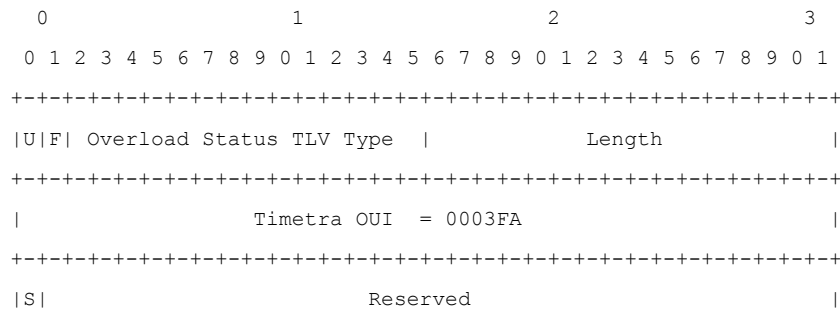 0                   1                   2                   3
0 1 2 3 4 5 6 7 8 9 0 1 2 3 4 5 6 7 8 9 0 1 2 3 4 5 6 7 8 9 0 1
+-+-+-+-+-+-+-+-+-+-+-+-+-+-+-+-+-+-+-+-+-+-+-+-+-+-+-+-+-+-+-+-+
|U|F| Overload Status TLV Type  |            Length             |
+-+-+-+-+-+-+-+-+-+-+-+-+-+-+-+-+-+-+-+-+-+-+-+-+-+-+-+-+-+-+-+-+
|                  Timetra OUI  = 0003FA                        |
+-+-+-+-+-+-+-+-+-+-+-+-+-+-+-+-+-+-+-+-+-+-+-+-+-+-+-+-+-+-+-+-+
|S|                         Reserved                            |